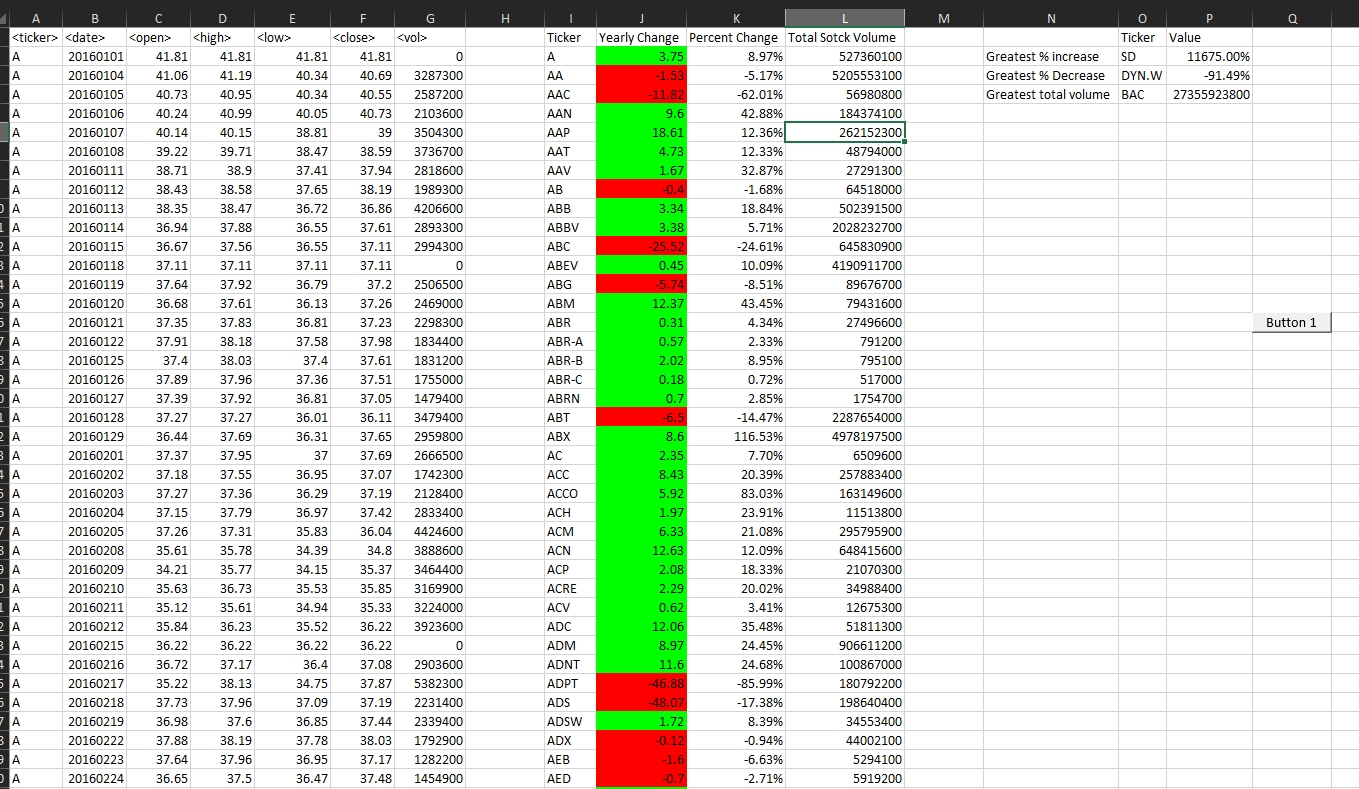 A B C D E F G H I J K L M N O P Q
<ticker> <date> <open> <high> <low> <close> <vol> Ticker Yearly Change Percent Change Total Sotck Volume Ticker Value
A 20160101 41.81 41.81 41.81 41.81 0 A 3.75 8.97% 527360100 Greatest % increase SD 11675.00%
A 20160104 41.06 41.19 40.34 40.69 3287300 AA -1.53 -5.17% 5205553100 Greatest % Decrease DYN.W -91.49%
A 20160105 40.73 40.95 40.34 40.55 2587200 AAC -11.82 -62.01% 56980800 Greatest total volume BAC 27355923800
A 20160106 40.24 40.99 40.05 40.73 2103600 AAN 9.6 42.88% 184374100
A 20160107 40.14 40.15 38.81 39 3504300 AAP 18.61 12.36% 262152300
A 20160108 39.22 39.71 38.47 38.59 3736700 AAT 4.73 12.33% 48794000
A 20160111 38.71 38.9 37.41 37.94 2818600 AAV 1.67 32.87% 27291300
A 20160112 38.43 38.58 37.65 38.19 1989300 AB -0.4 -1.68% 64518000
A 20160113 38.35 38.47 36.72 36.86 4206600 ABB 3.34 18.84% 502391500
A 20160114 36.94 37.88 36.55 37.61 2893300 ABBV 3.38 5.71% 2028232700
A 20160115 36.67 37.56 36.55 37.11 2994300 ABC -25.52 -24.61% 645830900
A 20160118 37.11 37.11 37.11 37.11 0 ABEV 0.45 10.09% 4190911700
A 20160119 37.64 37.92 36.79 37.2 2506500 ABG -5.74 -8.51% 89676700
A 20160120 36.68 37.61 36.13 37.26 2469000 ABM 12.37 43.45% 79431600
A 20160121 37.35 37.83 36.81 37.23 2298300 ABR 0.31 4.34% 27496600 Button 1
A 20160122 37.91 38.18 37.58 37.98 1834400 ABR-A 0.57 2.33% 791200
A 20160125 37.4 38.03 37.4 37.61 1831200 ABR-B 2.02 8.95% 795100
A 20160126 37.89 37.96 37.36 37.51 1755000 ABR-C 0.18 0.72% 517000
A 20160127 37.39 37.92 36.81 37.05 1479400 ABRN 0.7 2.85% 1754700
A 20160128 37.27 37.27 36.01 36.11 3479400 ABT -6.5 -14.47% 2287654000
A 20160129 36.44 37.69 36.31 37.65 2959800 ABX 8.6 116.53% 4978197500
A 20160201 37.37 37.95 37 37.69 2666500 AC 2.35 7.70% 6509600
A 20160202 37.18 37.55 36.95 37.07 1742300 ACC 8.43 20.39% 257883400
A 20160203 37.27 37.36 36.29 37.19 2128400 ACCO 5.92 83.03% 163149600
A 20160204 37.15 37.79 36.97 37.42 2833400 ACH 1.97 23.91% 11513800
A 20160205 37.26 37.31 35.83 36.04 4424600 ACM 6.33 21.08% 295795900
A 20160208 35.61 35.78 34.39 34.8 3888600 ACN 12.63 12.09% 648415600
A 20160209 34.21 35.77 34.15 35.37 3464400 ACP 2.08 18.33% 21070300
A 20160210 35.63 36.73 35.53 35.85 3169900 ACRE 2.29 20.02% 34988400
A 20160211 35.12 35.61 34.94 35.33 3224000 ACV 0.62 3.41% 12675300
A 20160212 35.84 36.23 35.52 36.22 3923600 ADC 12.06 35.48% 51811300
A 20160215 36.22 36.22 36.22 36.22 0 ADM 8.97 24.45% 906611200
A 20160216 36.72 37.17 36.4 37.08 2903600 ADNT 11.6 24.68% 100867000
A 20160217 35.22 38.13 34.75 37.87 5382300 ADPT -46.88 -85.99% 180792200
A 20160218 37.73 37.96 37.09 37.19 2231400 ADS -48.07 -17.38% 198640400
A 20160219 36.98 37.6 36.85 37.44 2339400 ADSW 1.72 8.39% 34553400
A 20160222 37.88 38.19 37.78 38.03 1792900 ADX -0.12 -0.94% 44002100
A 20160223 37.64 37.96 36.95 37.17 1282200 AEB -1.6 -6.63% 5294100
A 20160224 36.65 37.5 36.47 37.48 1454900 AED -0.7 -2.71% 5919200